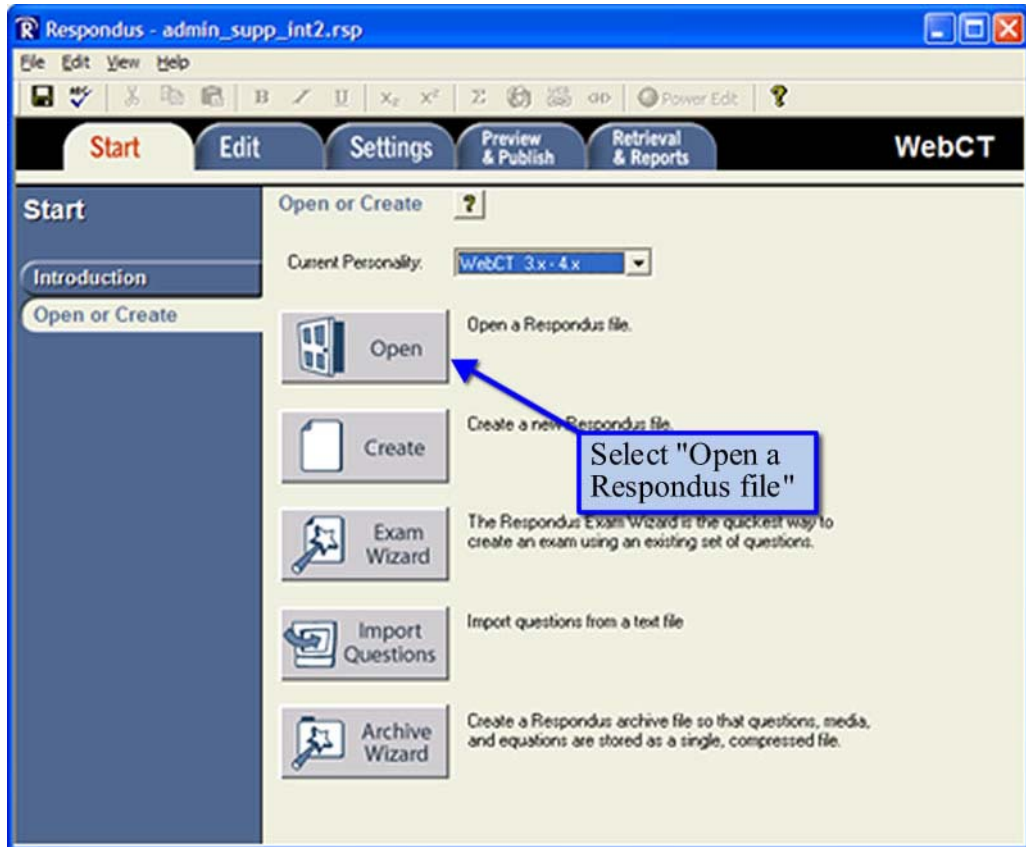 Respondus - admin_supp_int2.rsp
File Edit View Help
ABC B I U X₂ X² Σ Power Edit ?
Start Edit Settings Preview & Publish Retrieval & Reports WebCT
Start
Introduction
Open or Create
Open or Create ?
Current Personality: WebCT 3.x - 4.x
Open
Open a Respondus file.
Create
Create a new Respondus file.
Select "Open a
Respondus file"
Exam
Wizard
The Respondus Exam Wizard is the quickest way to
create an exam using an existing set of questions.
Import
Questions
Import questions from a text file
Archive
Wizard
Create a Respondus archive file so that questions, media,
and equations are stored as a single, compressed file.